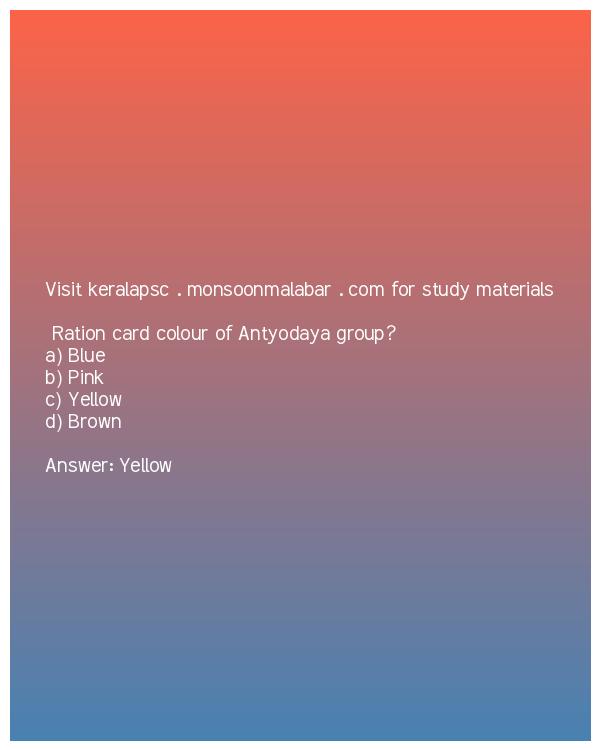 Visit keralapsc . monsoonmalabar . com for study materials
Ration card colour of Antyodaya group?
a) Blue
b) Pink
c) Yellow
d) Brown
Answer: Yellow